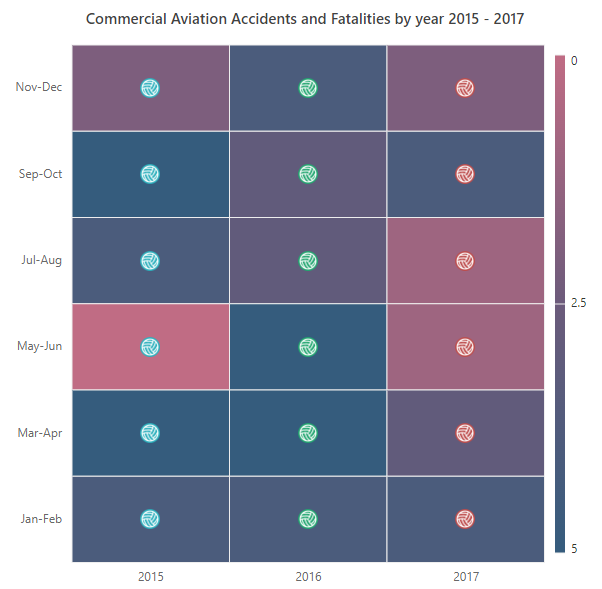 Commercial Aviation Accidents and Fatalities by year 2015 - 2017
Nov-Dec
Sep-Oct
Jul-Aug
May-Jun
Mar-Apr
Jan-Feb
2015 2016 2017
0
2.5
5